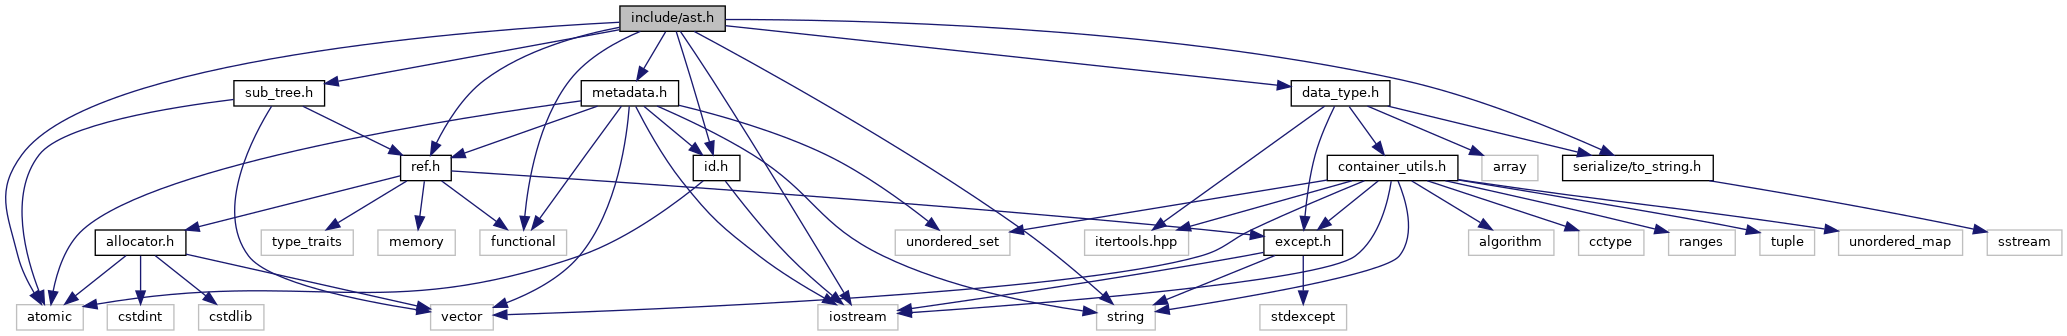 include/ast.h
sub_tree.h
metadata.h
data_type.h
ref.h
id.h
container_utils.h
array
serialize/to_string.h
allocator.h
type_traits
memory
functional
unordered_set
itertools.hpp
except.h
algorithm
cctype
ranges
tuple
unordered_map
sstream
atomic
cstdint
cstdlib
vector
iostream
string
stdexcept